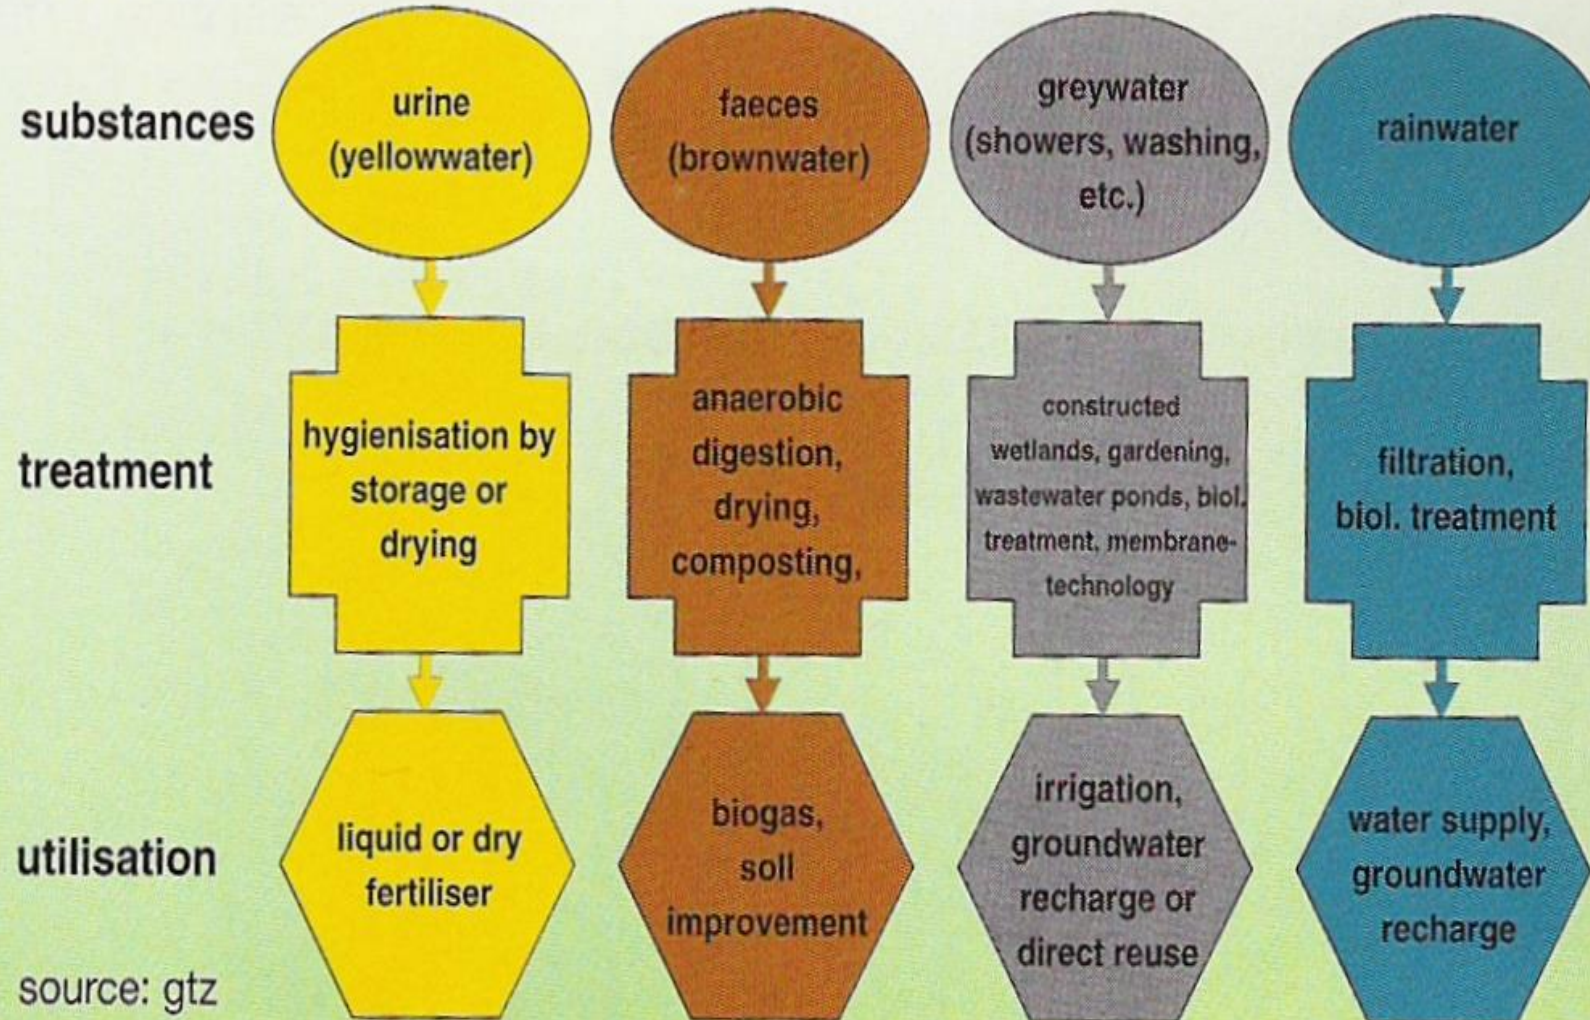 substances
urine
(yellowwater)
faeces
(brownwater)
greywater
(showers, washing,
etc.)
rainwater
treatment
hygienisation by
storage or
drying
anaerobic
digestion,
drying,
composting,
constructed
wetlands, gardening,
wastewater ponds, biol.
treatment, membrane-
technology
filtration,
biol. treatment
utilisation
liquid or dry
fertiliser
biogas,
soil
improvement
irrigation,
groundwater
recharge or
direct reuse
water supply,
groundwater
recharge
source: gtz